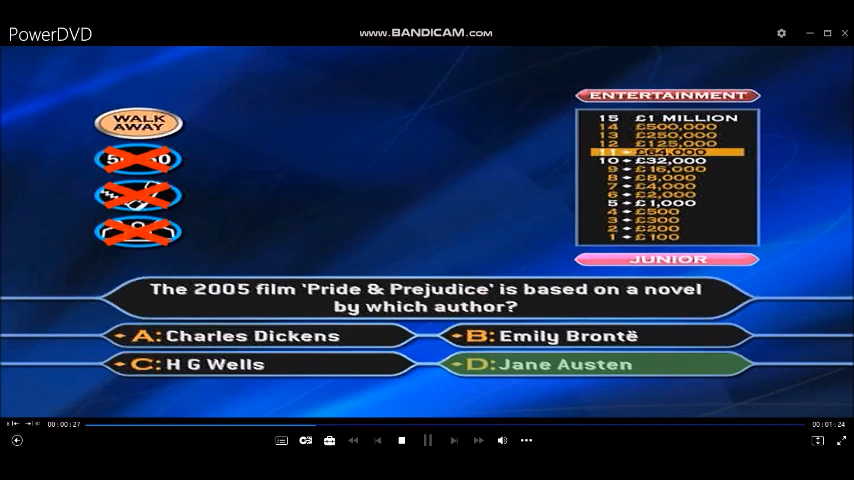 PowerDVD
www.BANDICAM.com
WALK
AWAY
ENTERTAINMENT
15 £1 MILLION
14 £500,000
13 £250,000
12 £125,000
11 £64,000
10 £32,000
9 £16,000
8 £8,000
7 £4,000
6 £2,000
5 £1,000
4 £500
3 £300
2 £200
1 £100
JUNIOR
The 2005 film 'Pride & Prejudice' is based on a novel
by which author?
A: Charles Dickens
B: Emily Brontë
C: H G Wells
D: Jane Austen
00:00:27
00:01:24